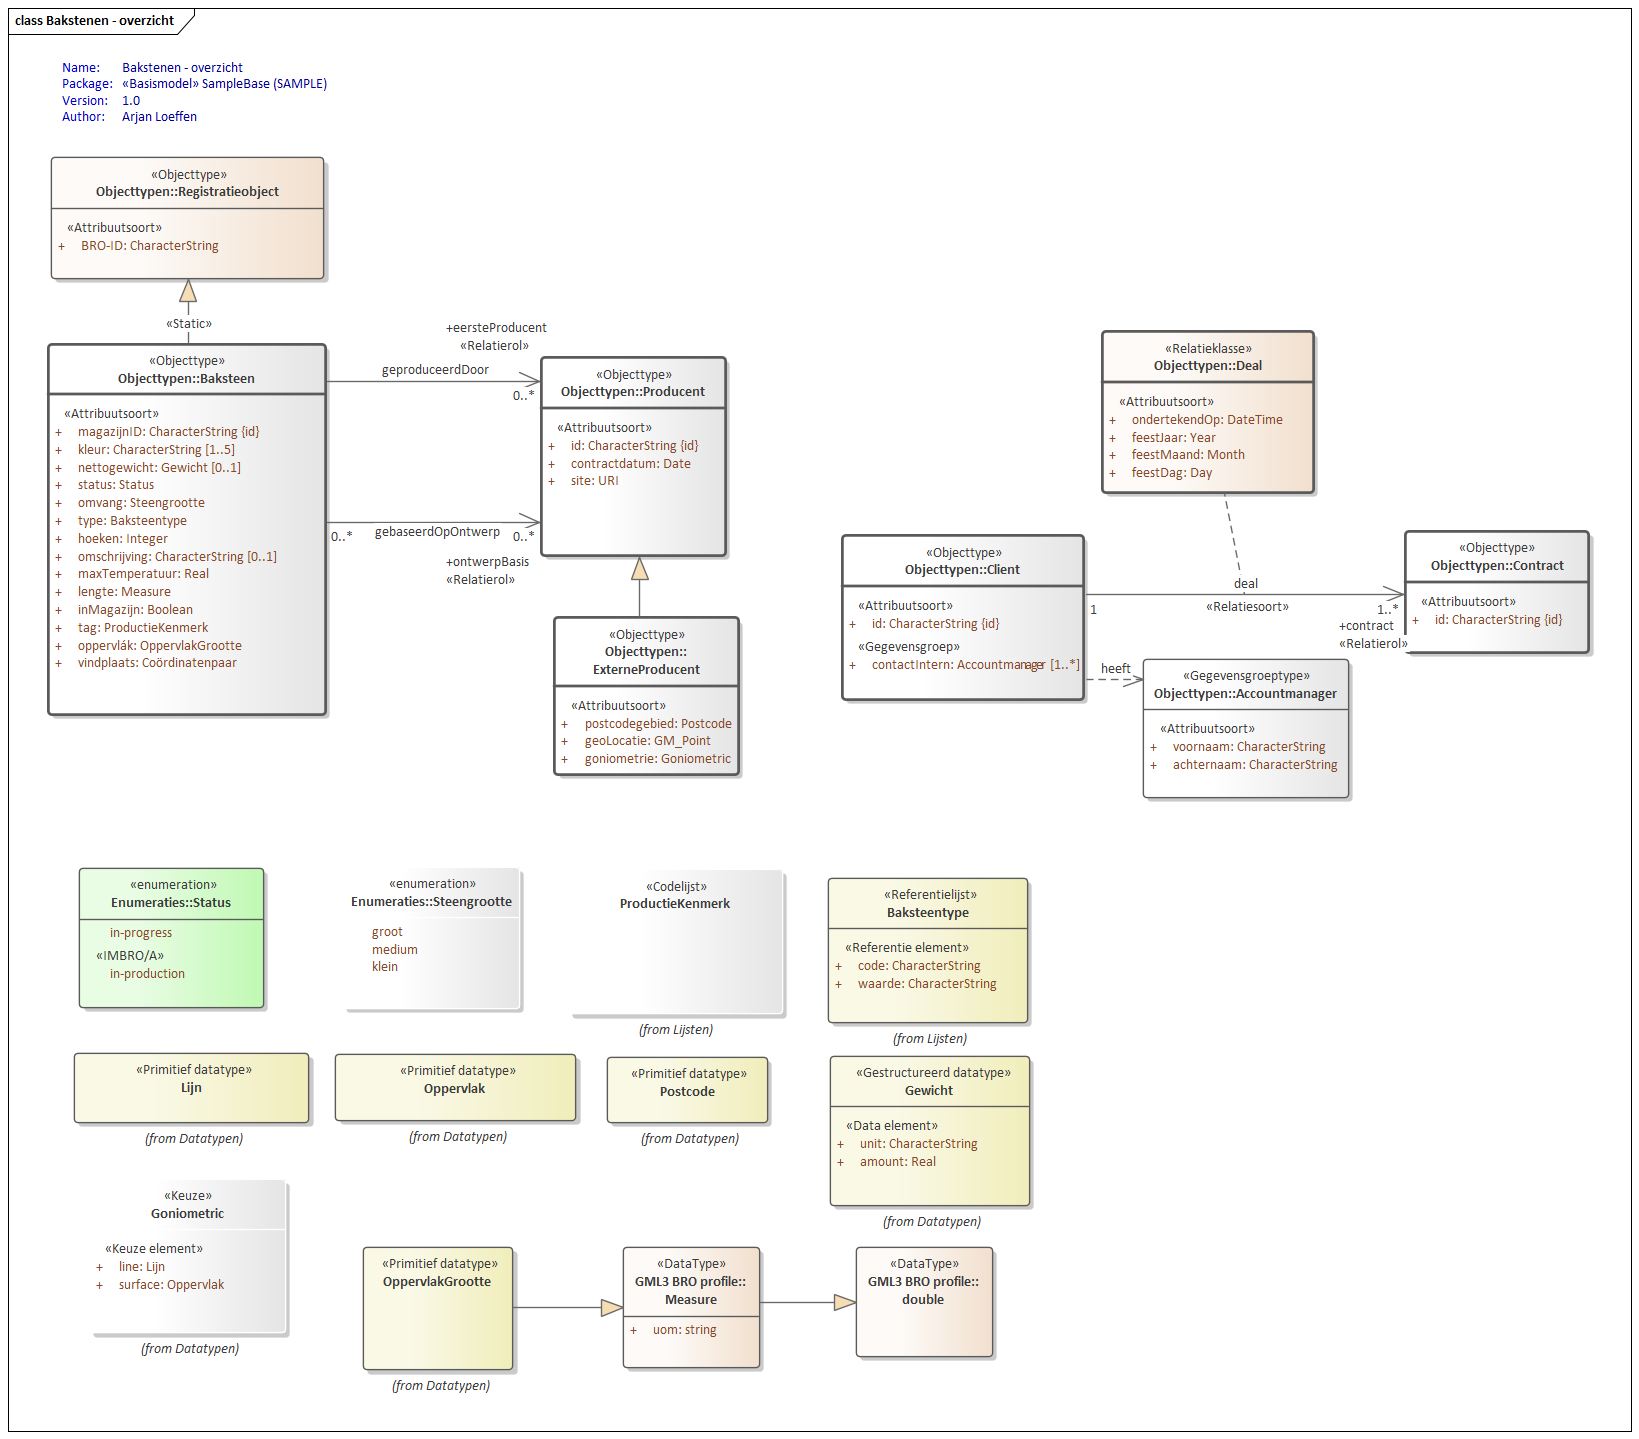 class Bakstenen - overzicht
Name: Bakstenen - overzicht
Package: «Basismodel» SampleBase (SAMPLE)
Version: 1.0
Author: Arjan Loeffen
«Objecttype»
Objecttypen::Registratieobject
«Attribuutsoort»
+ BRO-ID: CharacterString
«Static»
«Objecttype»
Objecttypen::Baksteen
«Attribuutsoort»
+ magazijnID: CharacterString {id}
+ kleur: CharacterString [1..5]
+ nettogewicht: Gewicht [0..1]
+ status: Status
+ omvang: Steengrootte
+ type: Baksteentype
+ hoeken: Integer
+ omschrijving: CharacterString [0..1]
+ maxTemperatuur: Real
+ lengte: Measure
+ inMagazijn: Boolean
+ tag: ProductieKenmerk
+ oppervlák: OppervlakGrootte
+ vindplaats: Coördinatenpaar
+eersteProducent
«Relatierol»
geproduceerdDoor
0..*
0..*
gebaseerdOpOntwerp
0..*
+ontwerpBasis
«Relatierol»
«Objecttype»
Objecttypen::Producent
«Attribuutsoort»
+ id: CharacterString {id}
+ contractdatum: Date
+ site: URI
«Objecttype»
Objecttypen::
ExterneProducent
«Attribuutsoort»
+ postcodegebied: Postcode
+ geoLocatie: GM_Point
+ goniometrie: Goniometric
«Relatieklasse»
Objecttypen::Deal
«Attribuutsoort»
+ ondertekendOp: DateTime
+ feestJaar: Year
+ feestMaand: Month
+ feestDag: Day
«Objecttype»
Objecttypen::Client
«Attribuutsoort»
+ id: CharacterString {id}
«Gegevensgroep»
+ contactIntern: Accountmanager [1..*]
deal
1
«Relatiesoort»
1..*
+contract
«Relatierol»
«Objecttype»
Objecttypen::Contract
«Attribuutsoort»
+ id: CharacterString {id}
heeft
«Gegevensgroeptype»
Objecttypen::Accountmanager
«Attribuutsoort»
+ voornaam: CharacterString
+ achternaam: CharacterString
«enumeration»
Enumeraties::Status
in-progress
«IMBRO/A»
in-production
«enumeration»
Enumeraties::Steengrootte
groot
medium
klein
«Codelijst»
ProductieKenmerk
(from Lijsten)
«Referentielijst»
Baksteentype
«Referentie element»
+ code: CharacterString
+ waarde: CharacterString
(from Lijsten)
«Primitief datatype»
Lijn
(from Datatypen)
«Primitief datatype»
Oppervlak
(from Datatypen)
«Primitief datatype»
Postcode
(from Datatypen)
«Gestructureerd datatype»
Gewicht
«Data element»
+ unit: CharacterString
+ amount: Real
(from Datatypen)
«Keuze»
Goniometric
«Keuze element»
+ line: Lijn
+ surface: Oppervlak
(from Datatypen)
«Primitief datatype»
OppervlakGrootte
(from Datatypen)
«DataType»
GML3 BRO profile::
Measure
+ uom: string
«DataType»
GML3 BRO profile::
double